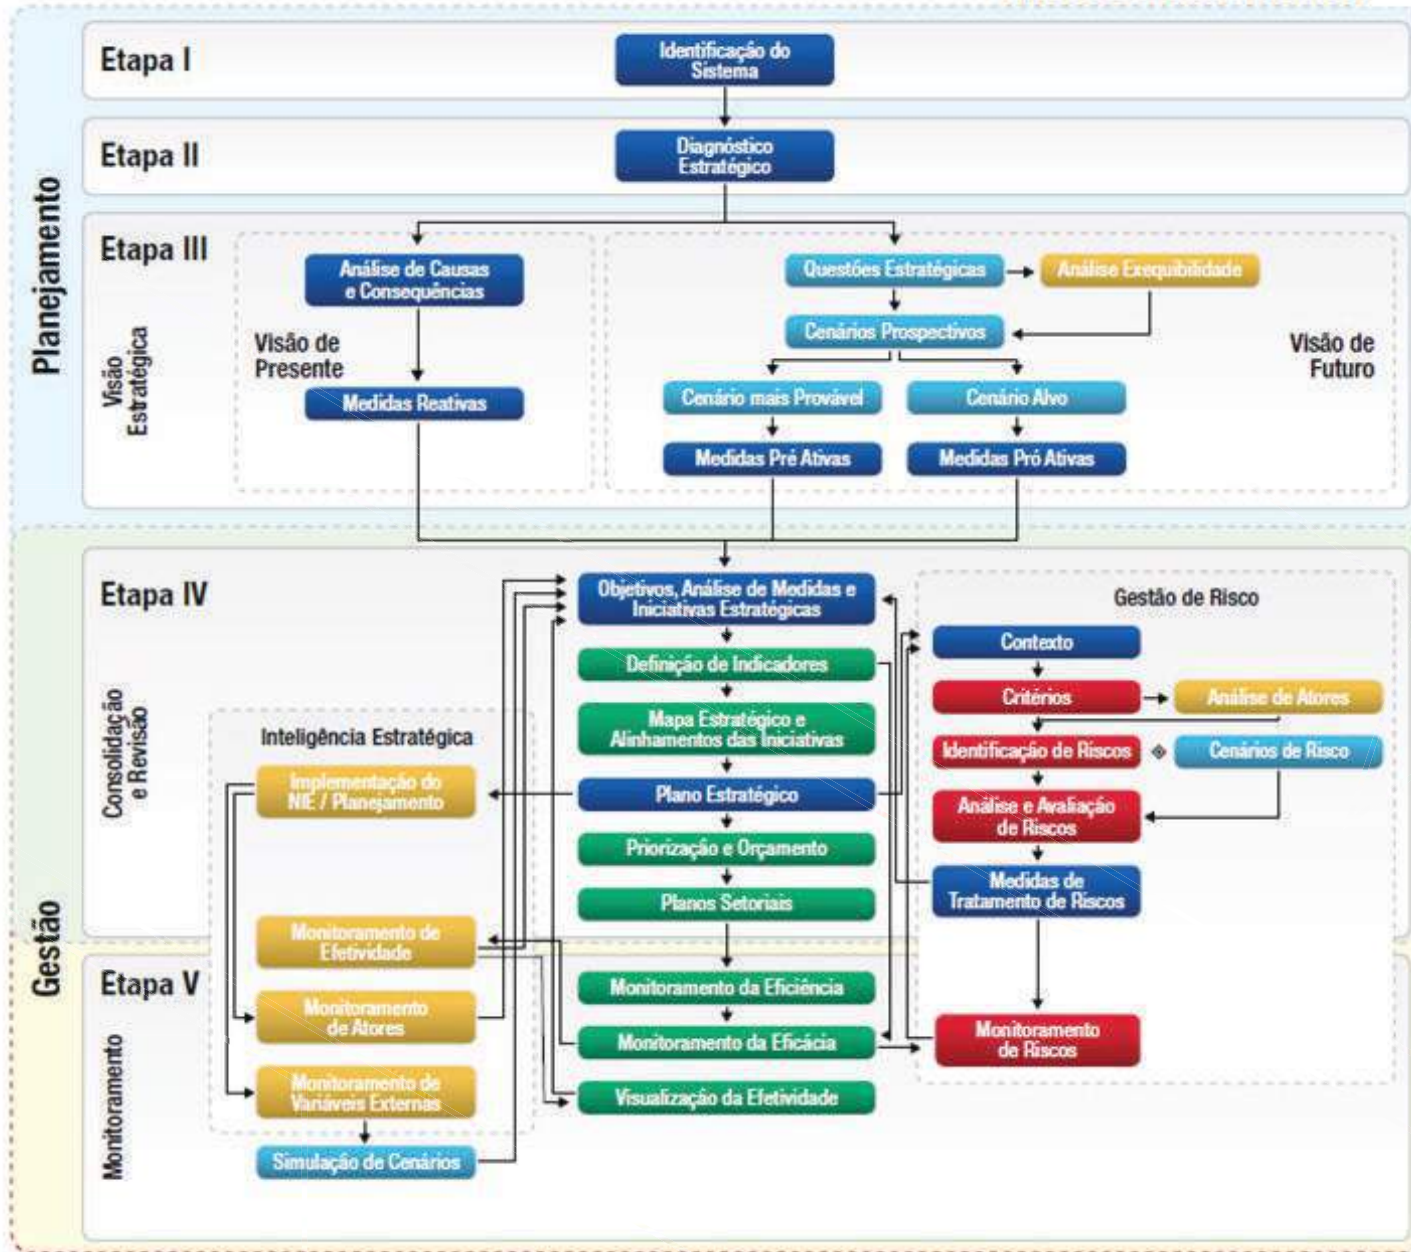 Planejamento
Etapa I
Identificação do
Sistema
Etapa II
Diagnóstico
Estratégico
Etapa III
Visão
Estratégica
Análise de Causas
e Consequências
Visão de
Presente
Medidas Reativas
Questões Estratégicas
Análise Exequibilidade
Cenários Prospectivos
Visão de
Futuro
Cenário mais Provável
Cenário Alvo
Medidas Pré Ativas
Medidas Pró Ativas
Gestão
Etapa IV
Consolidação
e Revisão
Objetivos, Análise de Medidas e
Iniciativas Estratégicas
Definição de Indicadores
Mapa Estratégico e
Alinhamentos das Iniciativas
Plano Estratégico
Priorização e Orçamento
Planos Setoriais
Inteligência Estratégica
Implementação do
NIE / Planejamento
Monitoramento de
Efetividade
Monitoramento
de Atores
Monitoramento de
Variáveis Externas
Simulação de Cenários
Gestão de Risco
Contexto
Critérios
Análise de Atores
Identificação de Riscos
Cenários de Risco
Análise e Avaliação
de Riscos
Medidas de
Tratamento de Riscos
Monitoramento
de Riscos
Etapa V
Monitoramento
Monitoramento da Eficiência
Monitoramento da Eficácia
Visualização da Efetividade